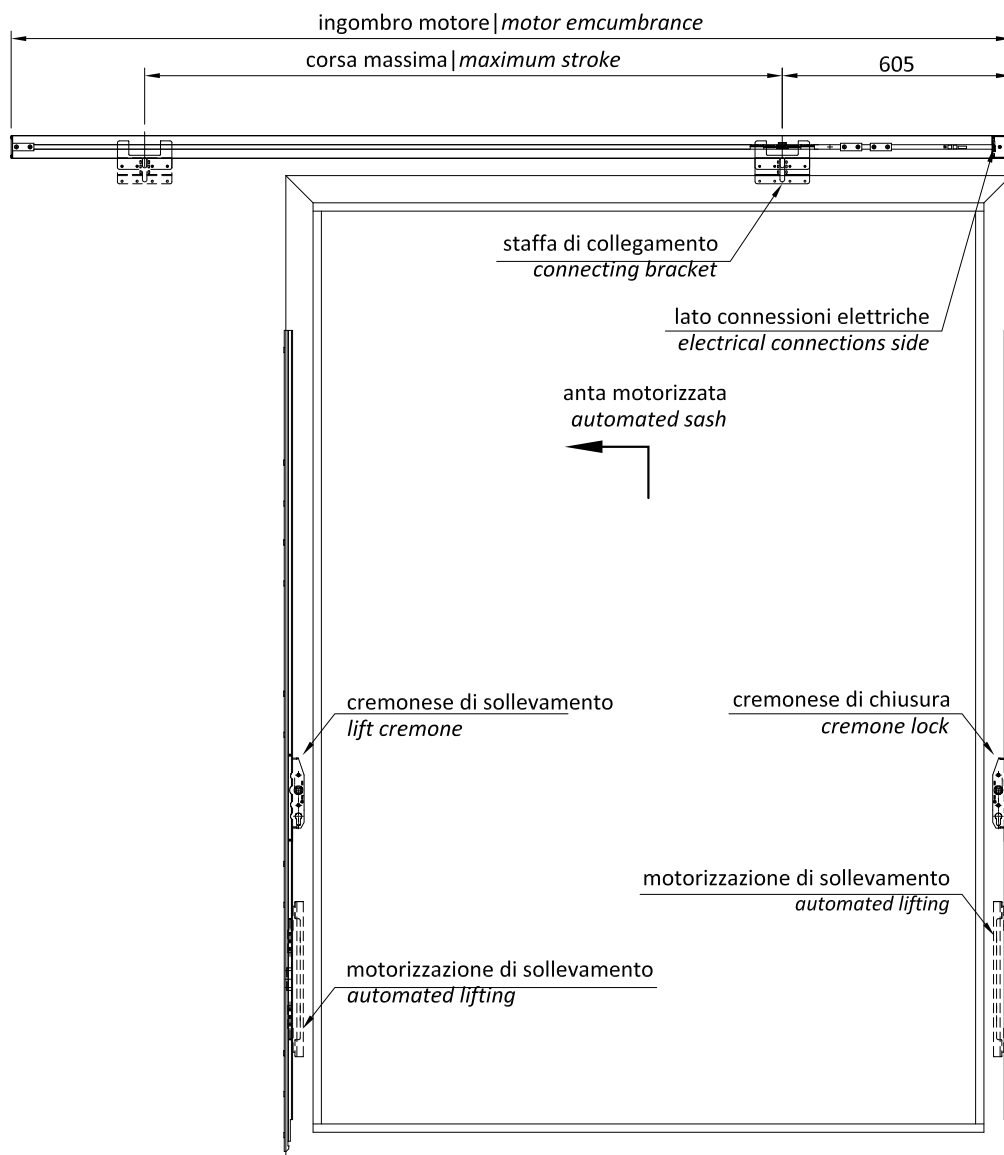 ingombro motore|motor emcumbrance
corsa massima|maximum stroke
605
staffa di collegamento
connecting bracket
lato connessioni elettriche
electrical connections side
anta motorizzata
automated sash
cremonese di sollevamento
lift cremone
cremonese di chiusura
cremone lock
motorizzazione di sollevamento
automated lifting
motorizzazione di sollevamento
automated lifting